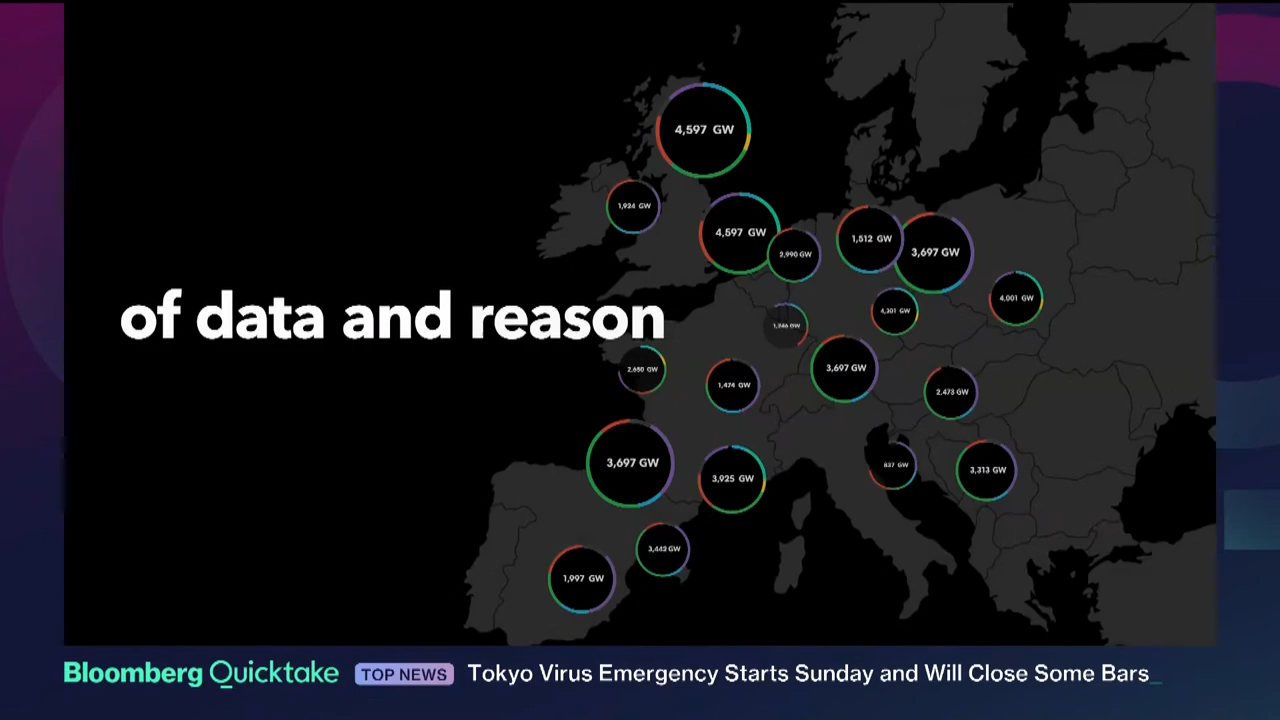 4,597 GW
1,924 GW
4,597 GW
2,990 GW
1,512 GW
3,697 GW
4,001 GW
4,301 GW
of data and reason
3,697 GW
2,650 GW
1,474 GW
2,473 GW
3,697 GW
3,925 GW
837 GW
3,313 GW
3,443 GW
1,997 GW
Bloomberg Quicktake TOP NEWS Tokyo Virus Emergency Starts Sunday and Will Close Some Bars_